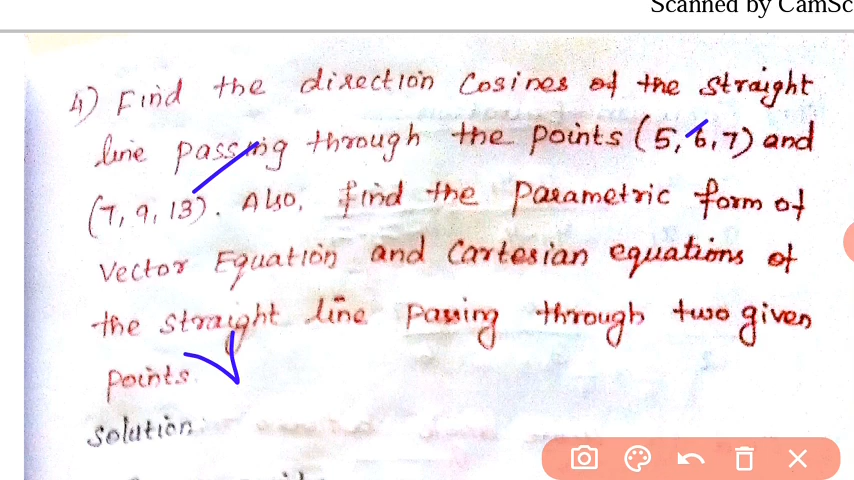 Scanned by CamSc
4) Find the direction Cosines of the straight
line passing through the points (5,6,7) and
(7,9,13). Also, find the parametric form of
Vector Equation and Cartesian equations of
the straight line passing through two given
points.
Solution: